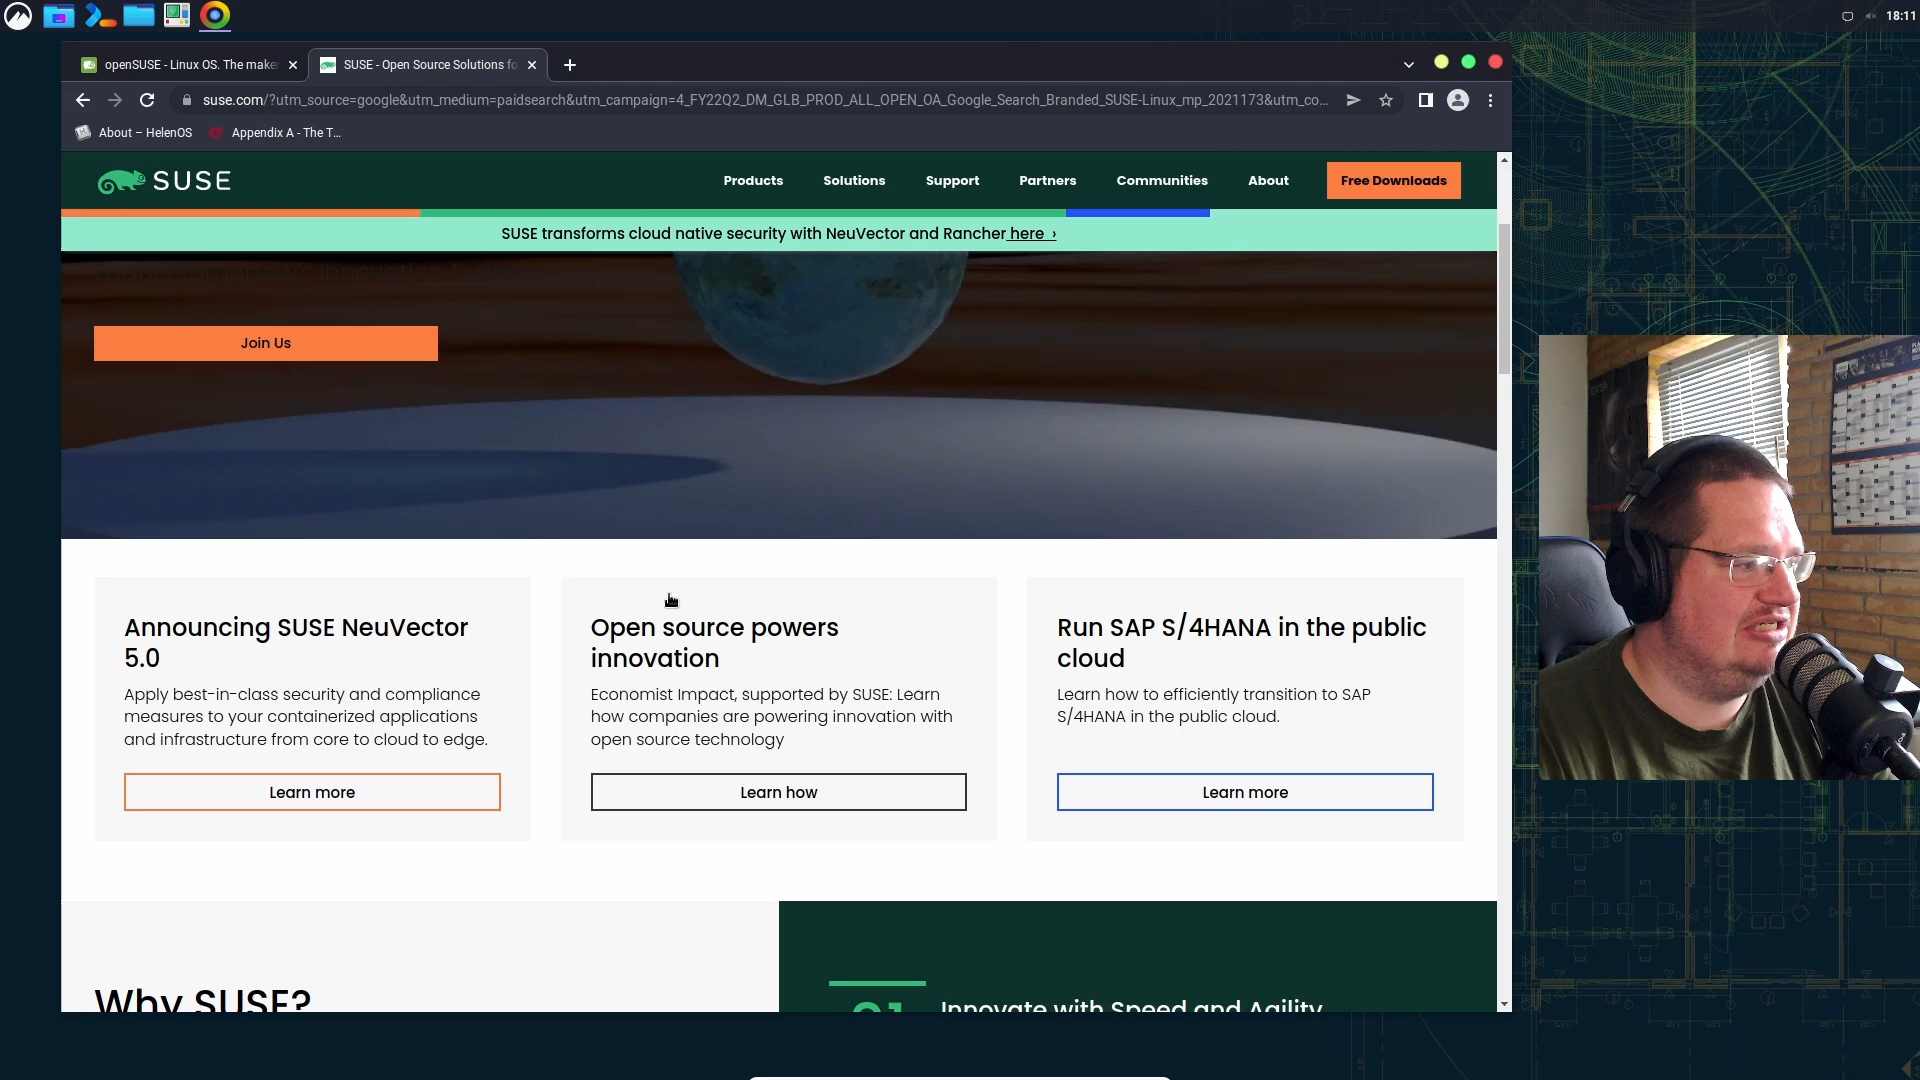 18:11
openSUSE - Linux OS. The make
SUSE - Open Source Solutions fo
suse.com/?utm_source=google&utm_medium=paidsearch&utm_campaign=4_FY22Q2_DM_GLB_PROD_ALL_OPEN_OA_Google_Search_Branded_SUSE-Linux_mp_2021173&utm_co...
About – HelenOS
Appendix A - The T...
SUSE
Products
Solutions
Support
Partners
Communities
About
Free Downloads
SUSE transforms cloud native security with NeuVector and Rancher here ›
Join Us
Announcing SUSE NeuVector
5.0
Apply best-in-class security and compliance
measures to your containerized applications
and infrastructure from core to cloud to edge.
Learn more
Open source powers
innovation
Economist Impact, supported by SUSE: Learn
how companies are powering innovation with
open source technology
Learn how
Run SAP S/4HANA in the public
cloud
Learn how to efficiently transition to SAP
S/4HANA in the public cloud.
Learn more
Why SUSE?
01
Innovate with Speed and Agility